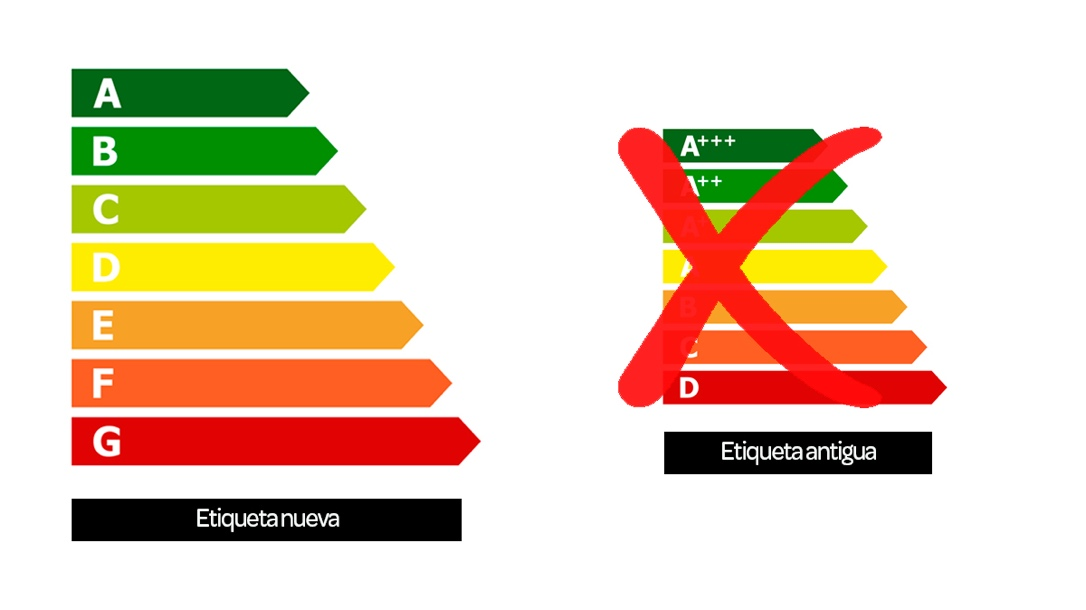 A
B
C
D
E
F
G
Etiqueta nueva
A+++
A++
A
A
B
C
D
Etiqueta antigua